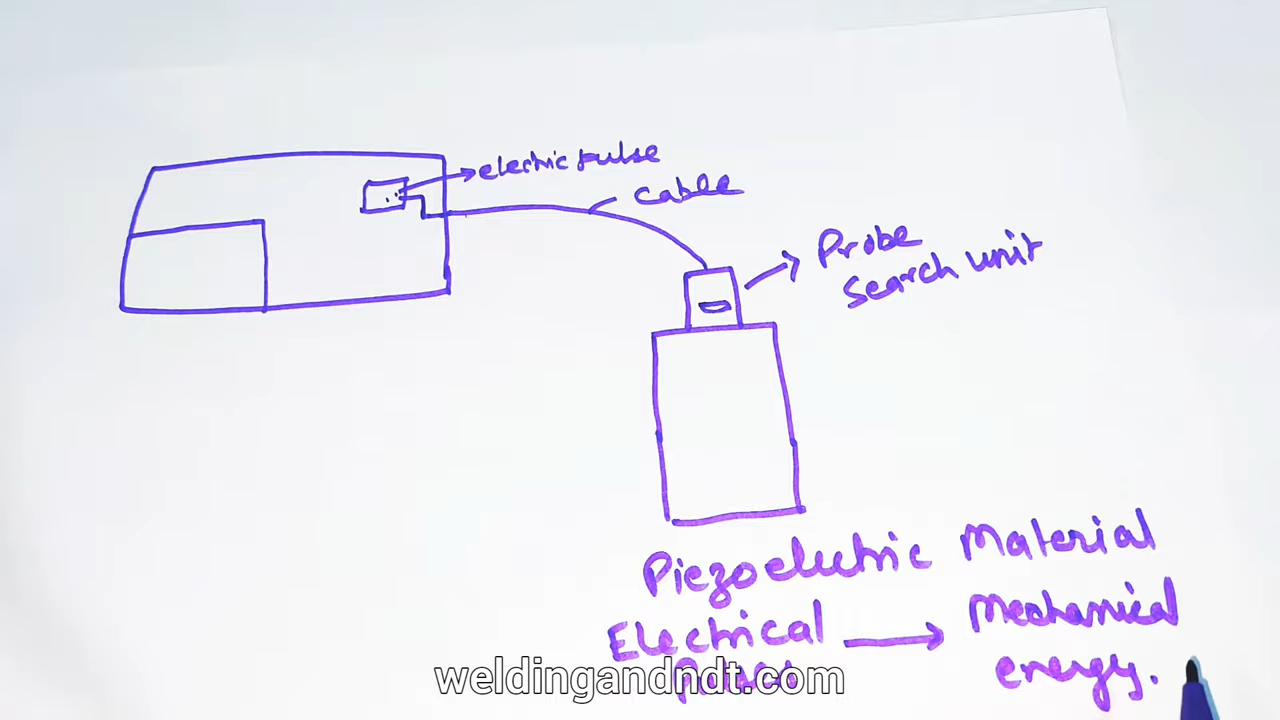 electric pulse
cable
Probe
Search unit
Piezoelectric Material
Electrical → Mechanical
energy.
weldingandndt.com